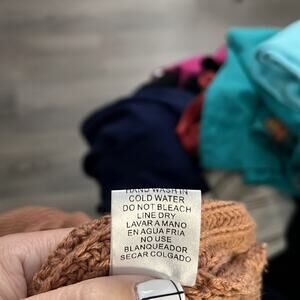 HAND WASH IN
COLD WATER
DO NOT BLEACH
LINE DRY
LAVAR A MANO
EN AGUA FRIA
NO USE
BLANQUEADOR
SECAR COLGADO